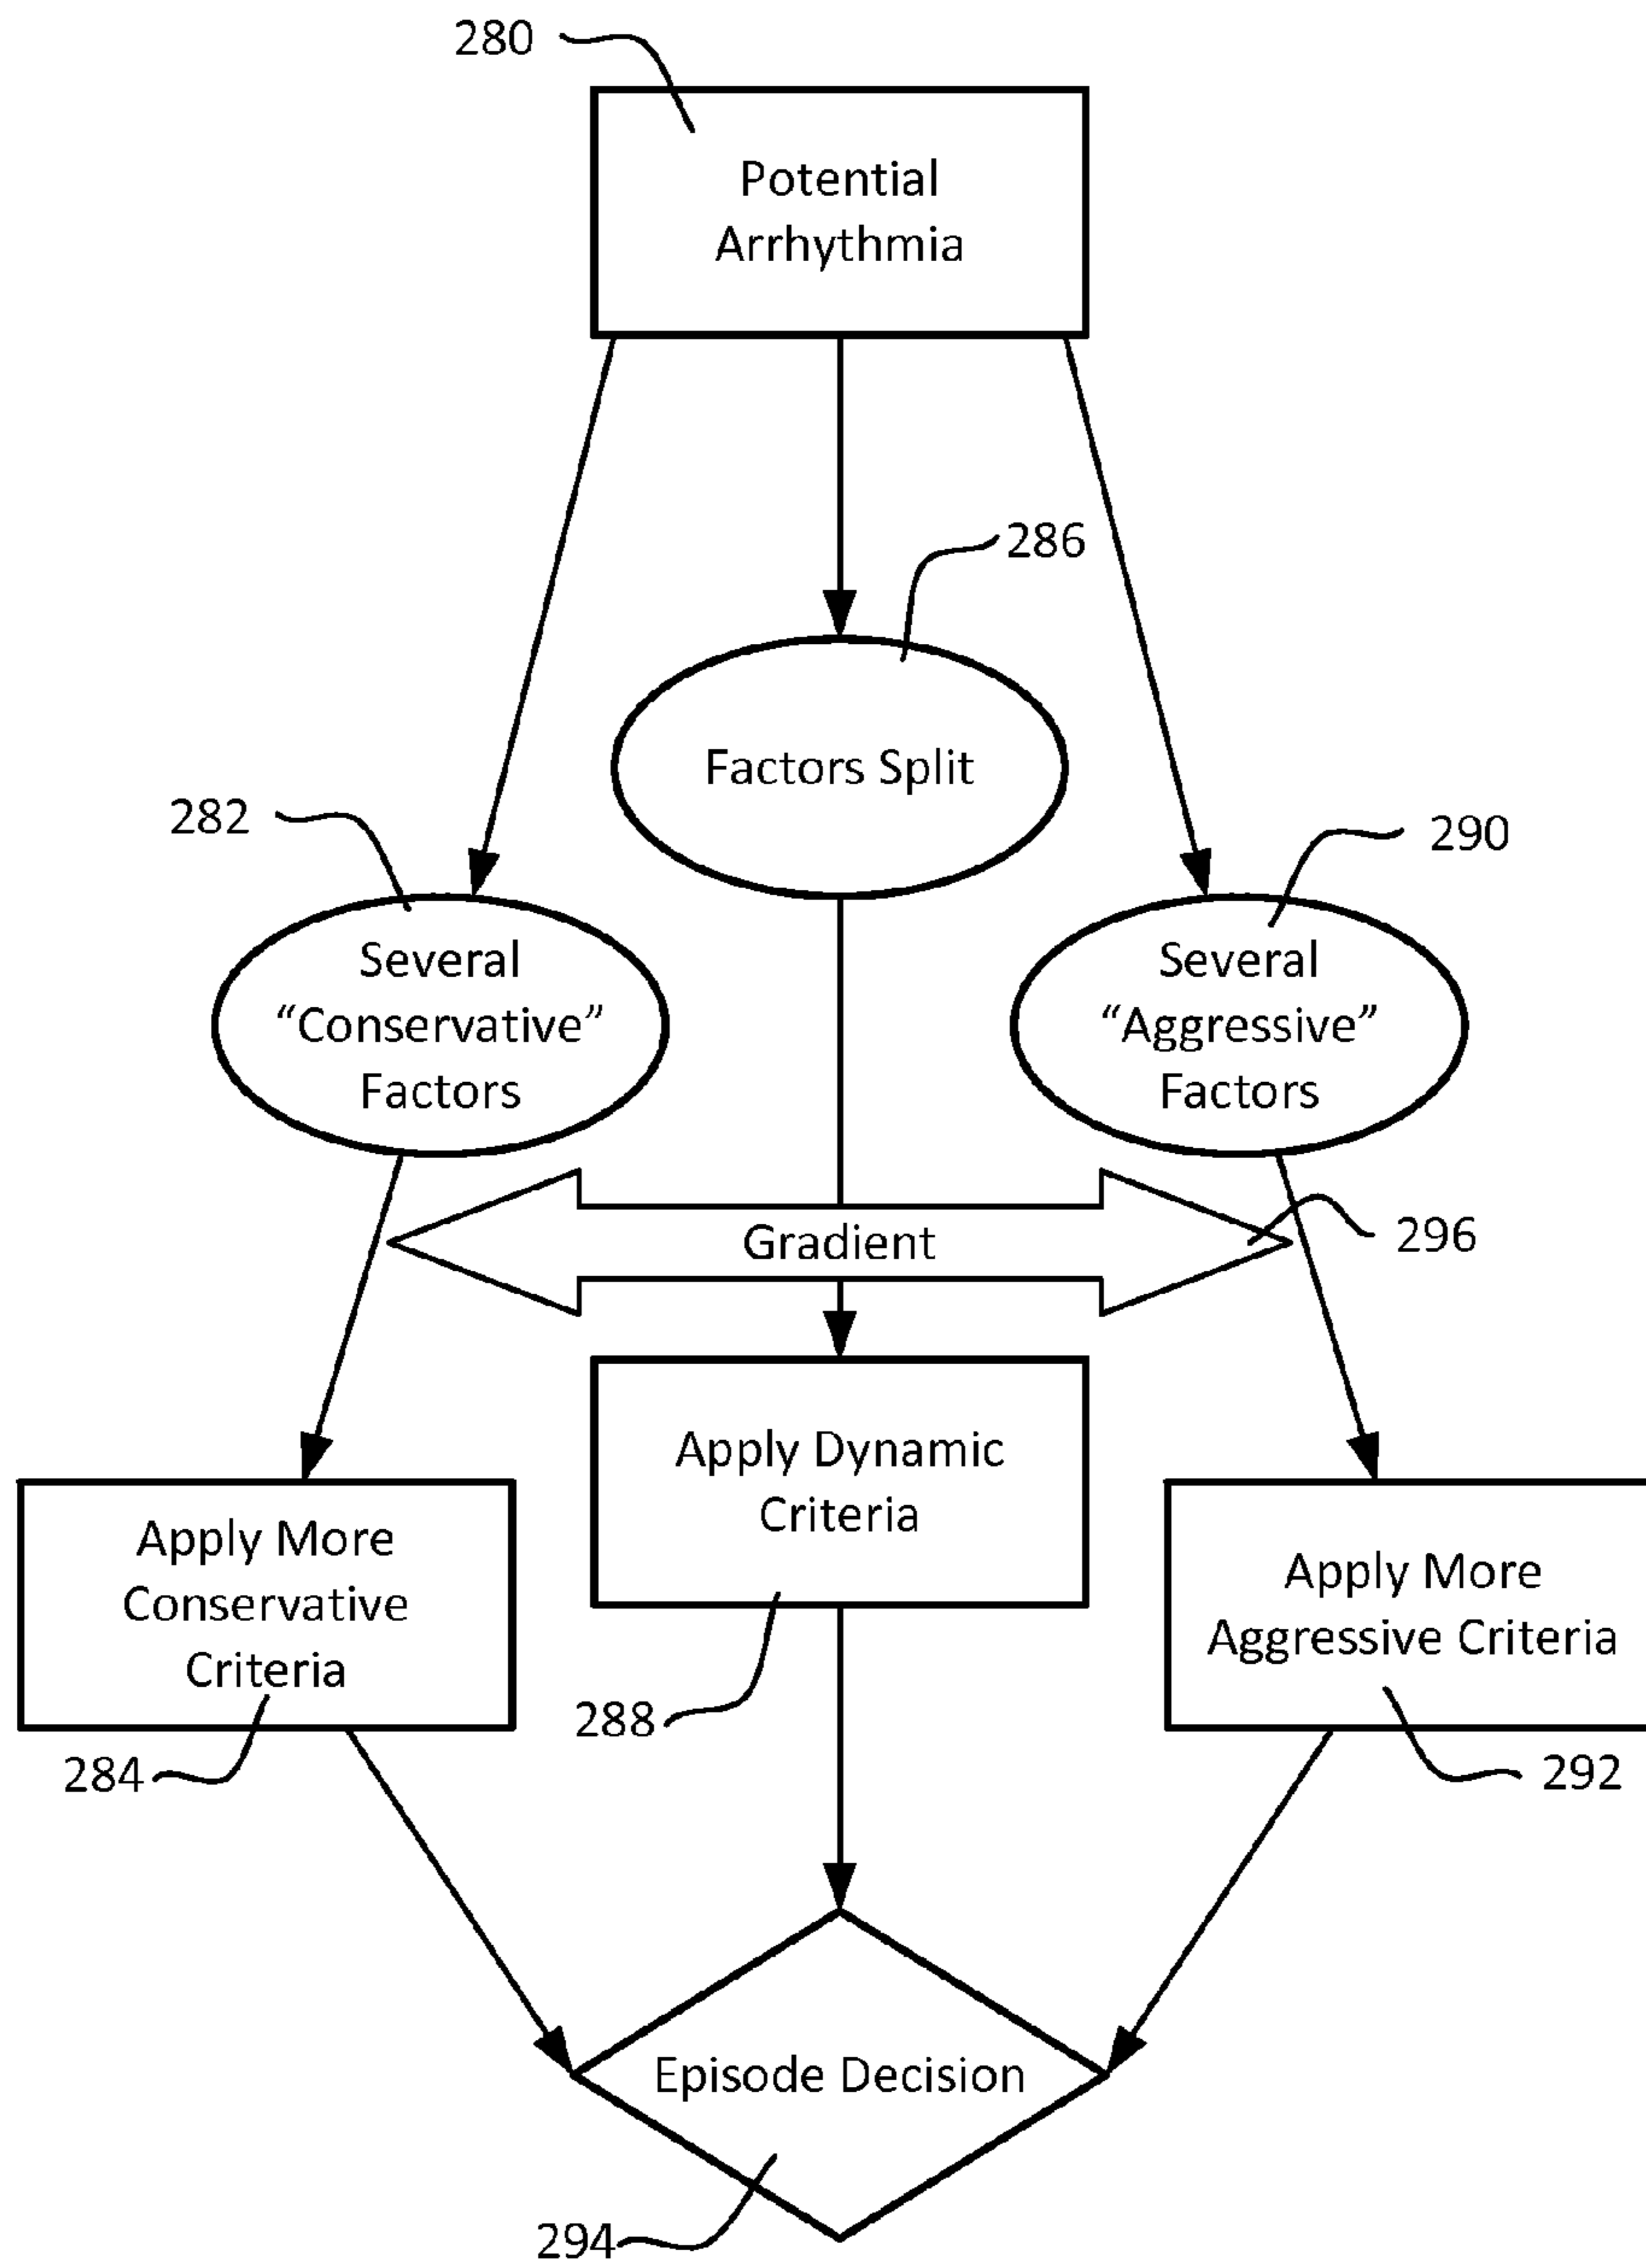 280
Potential
Arrhythmia
286
Factors Split
282
290
Several
“Conservative”
Factors
Several
“Aggressive”
Factors
Gradient
296
Apply Dynamic
Criteria
Apply More
Conservative
Criteria
Apply More
Aggressive Criteria
288
284
292
Episode Decision
294